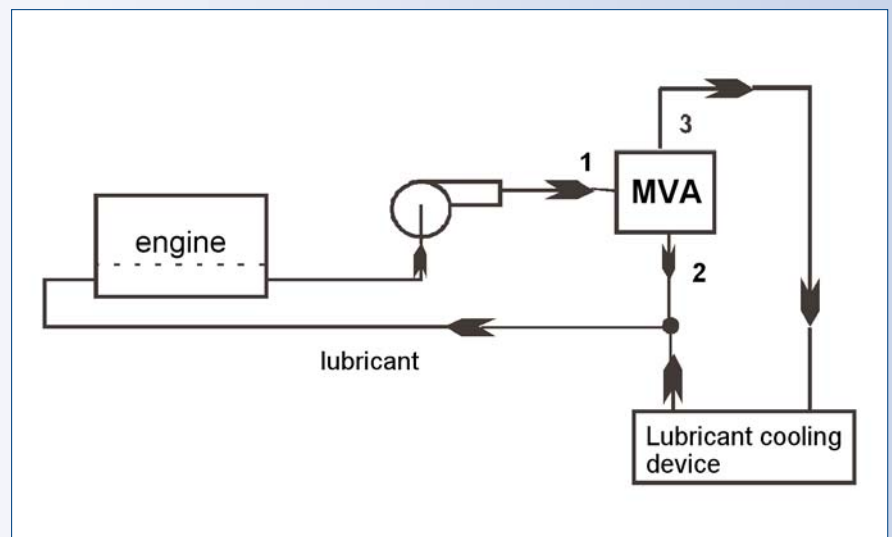 3
1
MVA
engine
2
lubricant
Lubricant cooling
device